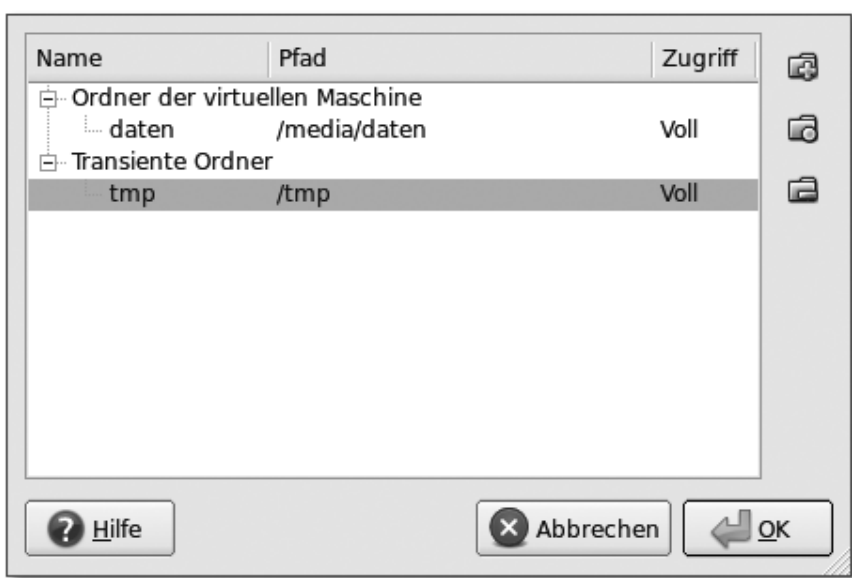 Name Pfad Zugriff
Ordner der virtuellen Maschine
daten /media/daten Voll
Transiente Ordner
tmp /tmp Voll
Hilfe Abbrechen OK